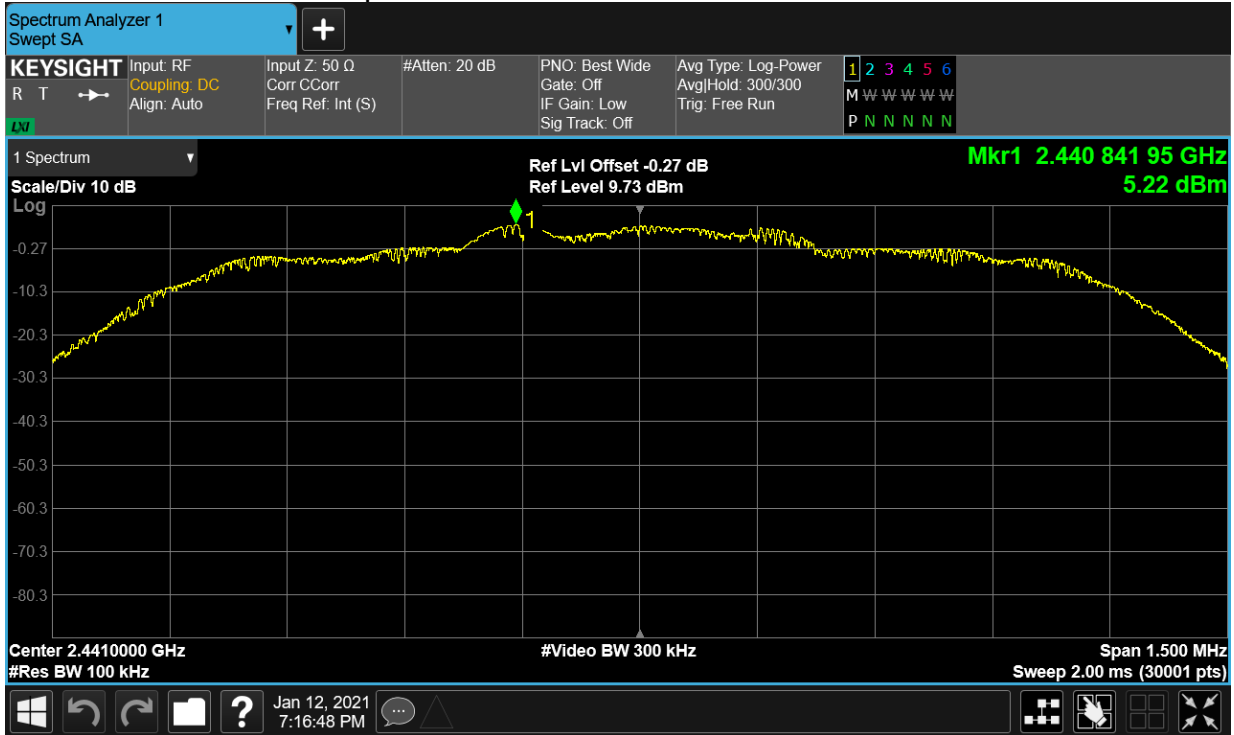 Spectrum Analyzer 1
Swept SA
KEYSIGHT
R T
LXI
Input: RF
Coupling: DC
Align: Auto
Input Z: 50 Ω
Corr CCorr
Freq Ref: Int (S)
#Atten: 20 dB
PNO: Best Wide
Gate: Off
IF Gain: Low
Sig Track: Off
Avg Type: Log-Power
Avg|Hold: 300/300
Trig: Free Run
1 2 3 4 5 6
M W W W W W
P N N N N N
1 Spectrum
Scale/Div 10 dB
Log
Ref Lvl Offset -0.27 dB
Ref Level 9.73 dBm
Mkr1 2.440 841 95 GHz
5.22 dBm
1
-0.27
-10.3
-20.3
-30.3
-40.3
-50.3
-60.3
-70.3
-80.3
Center 2.4410000 GHz
#Res BW 100 kHz
#Video BW 300 kHz
Span 1.500 MHz
Sweep 2.00 ms (30001 pts)
?
Jan 12, 2021
7:16:48 PM